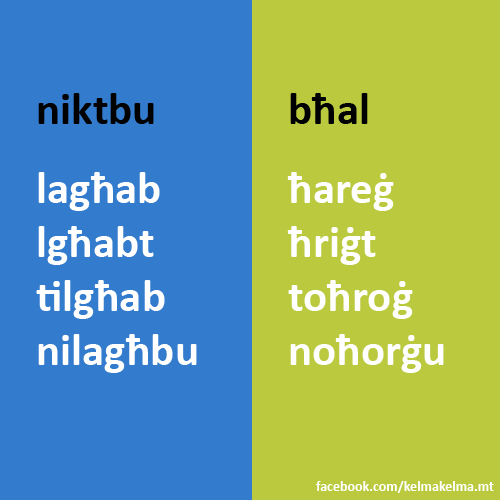 niktbu
lagħab
lgħabt
tilgħab
nilagħbu
bħal
ħareġ
ħriġt
toħroġ
noħorġu
facebook.com/kelmakelma.mt